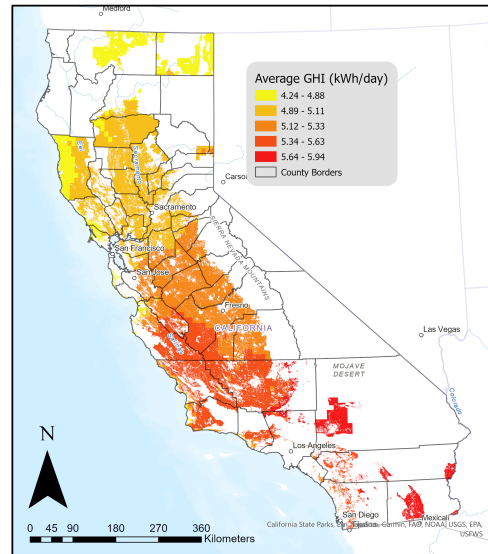 Medford
Average GHI (kWh/day)
4.24 - 4.88
4.89 - 5.11
5.12 - 5.33
5.34 - 5.63
5.64 - 5.94
County Borders
Eel
Sacramento
Carson
Sacramento
SIERRA NEVADA MOUNTAINS
San Francisco
San Jose
Fresno
CALIFORNIA
Las Vegas
MOJAVE
DESERT
Colorado
N
Los Angeles
San Diego
Mexicali
California State Parks, Garmin, FAO, NOAA, USGS, EPA,
USFWS
0 45 90 180 270 360
Kilometers